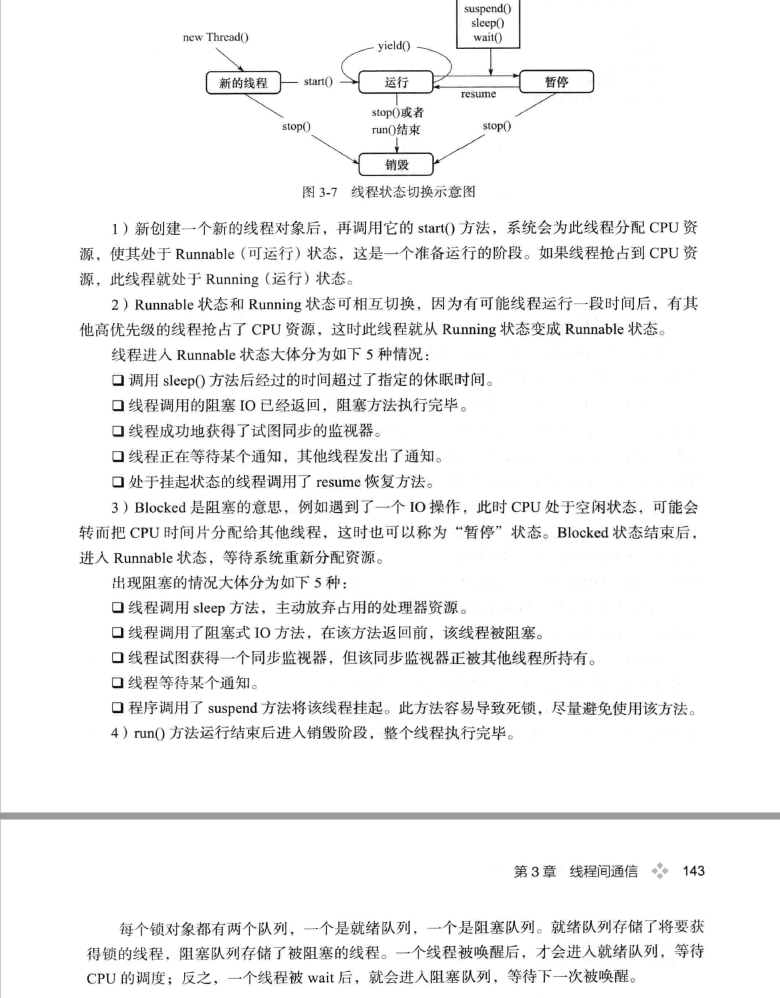 suspend()
sleep()
wait()
new Thread()
yield()
新的线程
start()
运行
暂停
resume
stop()
stop()或者
run()结束
stop()
销毁
图 3-7 线程状态切换示意图
1）新创建一个新的线程对象后，再调用它的 start() 方法，系统会为此线程分配 CPU 资
源，使其处于 Runnable（可运行）状态，这是一个准备运行的阶段。如果线程抢占到 CPU 资
源，此线程就处于 Running（运行）状态。
2）Runnable 状态和 Running 状态可相互切换，因为有可能线程运行一段时间后，有其
他高优先级的线程抢占了 CPU 资源，这时此线程就从 Running 状态变成 Runnable 状态。
线程进入 Runnable 状态大体分为如下 5 种情况：
❑ 调用 sleep() 方法后经过的时间超过了指定的休眠时间。
❑ 线程调用的阻塞 IO 已经返回，阻塞方法执行完毕。
❑ 线程成功地获得了试图同步的监视器。
❑ 线程正在等待某个通知，其他线程发出了通知。
❑ 处于挂起状态的线程调用了 resume 恢复方法。
3）Blocked 是阻塞的意思，例如遇到了一个 IO 操作，此时 CPU 处于空闲状态，可能会
转而把 CPU 时间片分配给其他线程，这时也可以称为“暂停”状态。Blocked 状态结束后，
进入 Runnable 状态，等待系统重新分配资源。
出现阻塞的情况大体分为如下 5 种：
❑ 线程调用 sleep 方法，主动放弃占用的处理器资源。
❑ 线程调用了阻塞式 IO 方法，在该方法返回前，该线程被阻塞。
❑ 线程试图获得一个同步监视器，但该同步监视器正被其他线程所持有。
❑ 线程等待某个通知。
❑ 程序调用了 suspend 方法将该线程挂起。此方法容易导致死锁，尽量避免使用该方法。
4）run() 方法运行结束后进入销毁阶段，整个线程执行完毕。
第 3 章 线程间通信 143
每个锁对象都有两个队列，一个是就绪队列，一个是阻塞队列。就绪队列存储了将要获
得锁的线程，阻塞队列存储了被阻塞的线程。一个线程被唤醒后，才会进入就绪队列，等待
CPU 的调度；反之，一个线程被 wait 后，就会进入阻塞队列，等待下一次被唤醒。